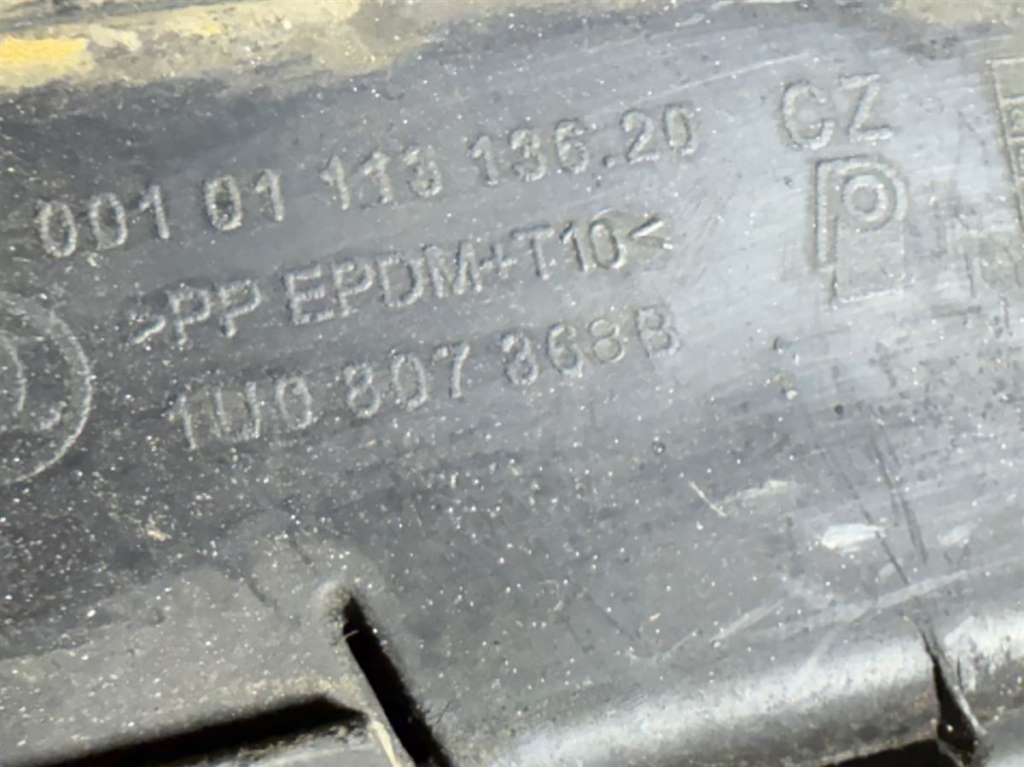 CZ
001 01 113 136.20
>PP EPDM+T10<
1U0 807 368B